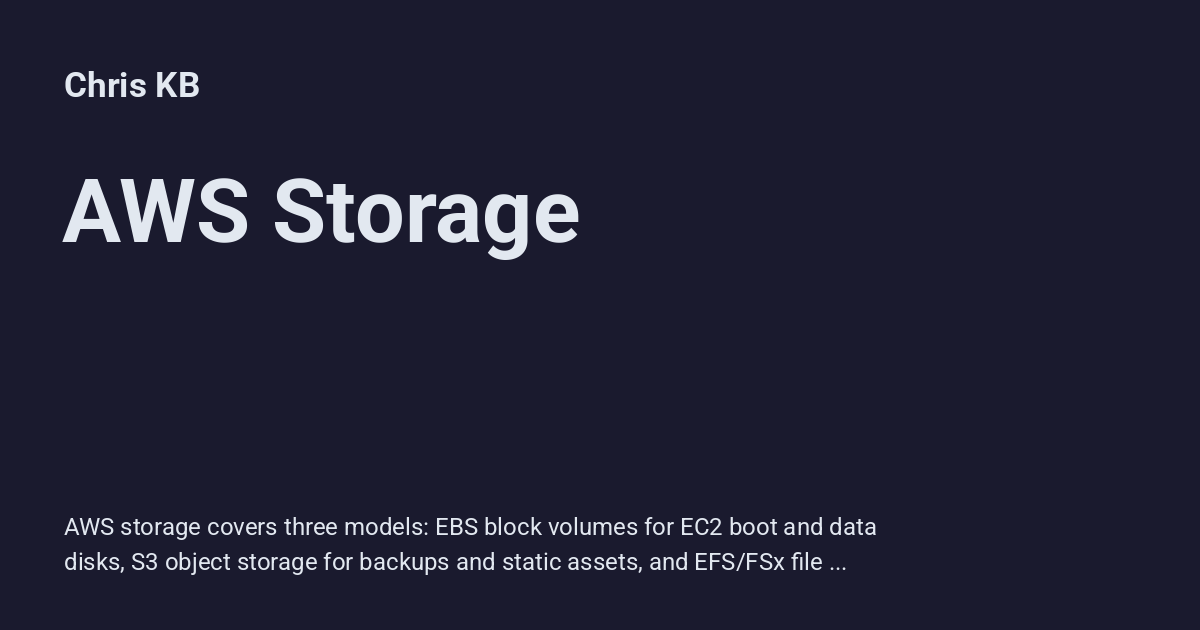 Chris KB
AWS Storage
AWS storage covers three models: EBS block volumes for EC2 boot and data
disks, S3 object storage for backups and static assets, and EFS/FSx file ...